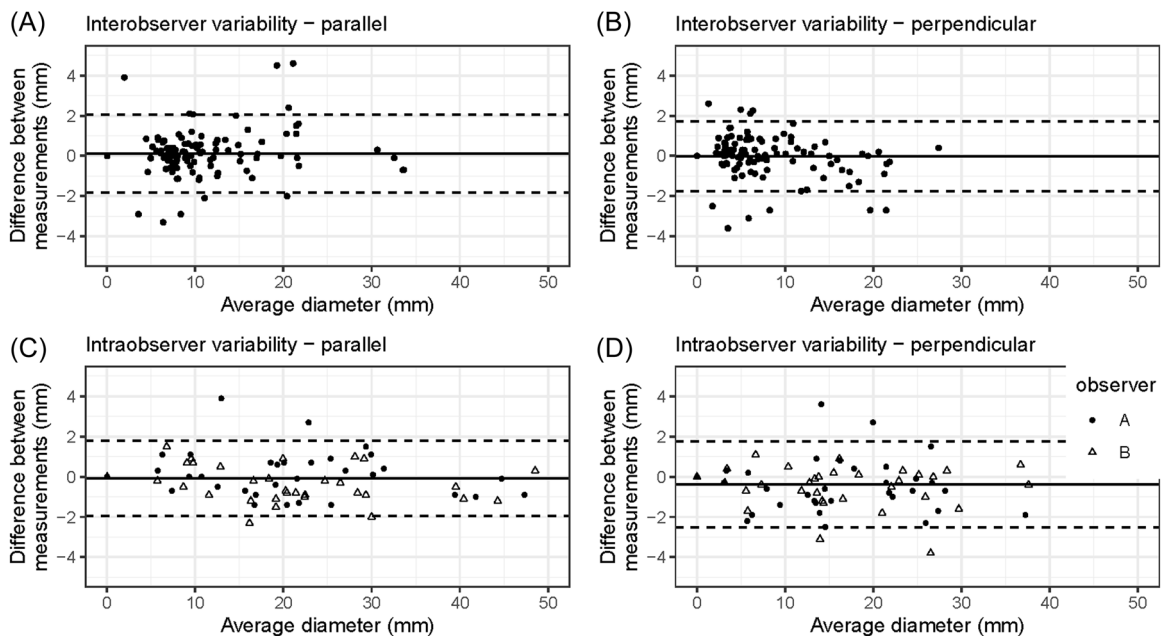 (A)
Interobserver variability − parallel
Difference between
measurements (mm)
4
2
0
−2
−4
0 10 20 30 40 50
Average diameter (mm)
(B)
Interobserver variability − perpendicular
Difference between
measurements (mm)
4
2
0
−2
−4
0 10 20 30 40 50
Average diameter (mm)
(C)
Intraobserver variability − parallel
Difference between
measurements (mm)
4
2
0
−2
−4
0 10 20 30 40 50
Average diameter (mm)
(D)
Intraobserver variability − perpendicular
Difference between
measurements (mm)
4
2
0
−2
−4
0 10 20 30 40 50
Average diameter (mm)
observer
A
B